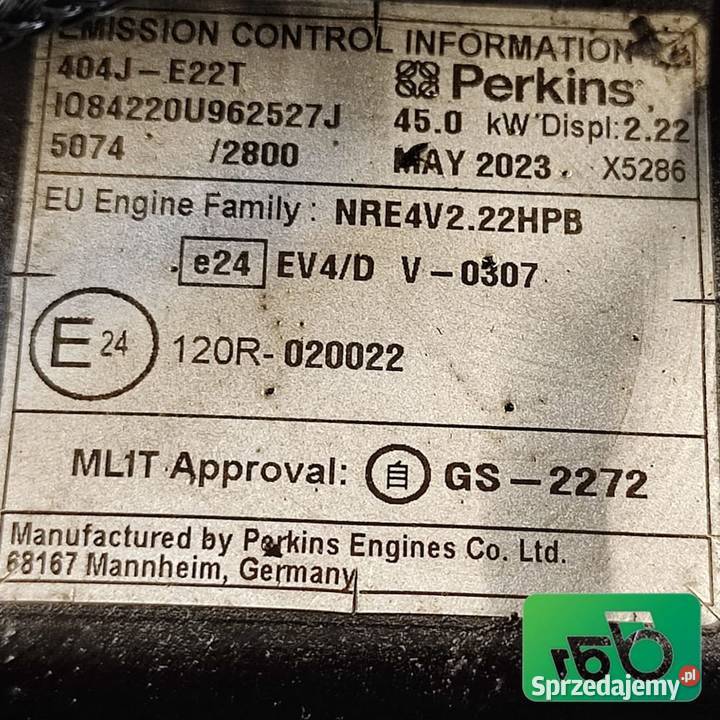 EMISSION CONTROL INFORMATION
404J-E22T Perkins
IQ84220U962527J 45.0 kW Displ: 2.22
5074 /2800 MAY 2023 X5286
EU Engine Family: NRE4V2.22HPB
e24 EV4/D V-0307
E 24 120R-020022
MLIT Approval: 自 GS-2272
Manufactured by Perkins Engines Co. Ltd.
68167 Mannheim, Germany
Sprzedajemy.pl